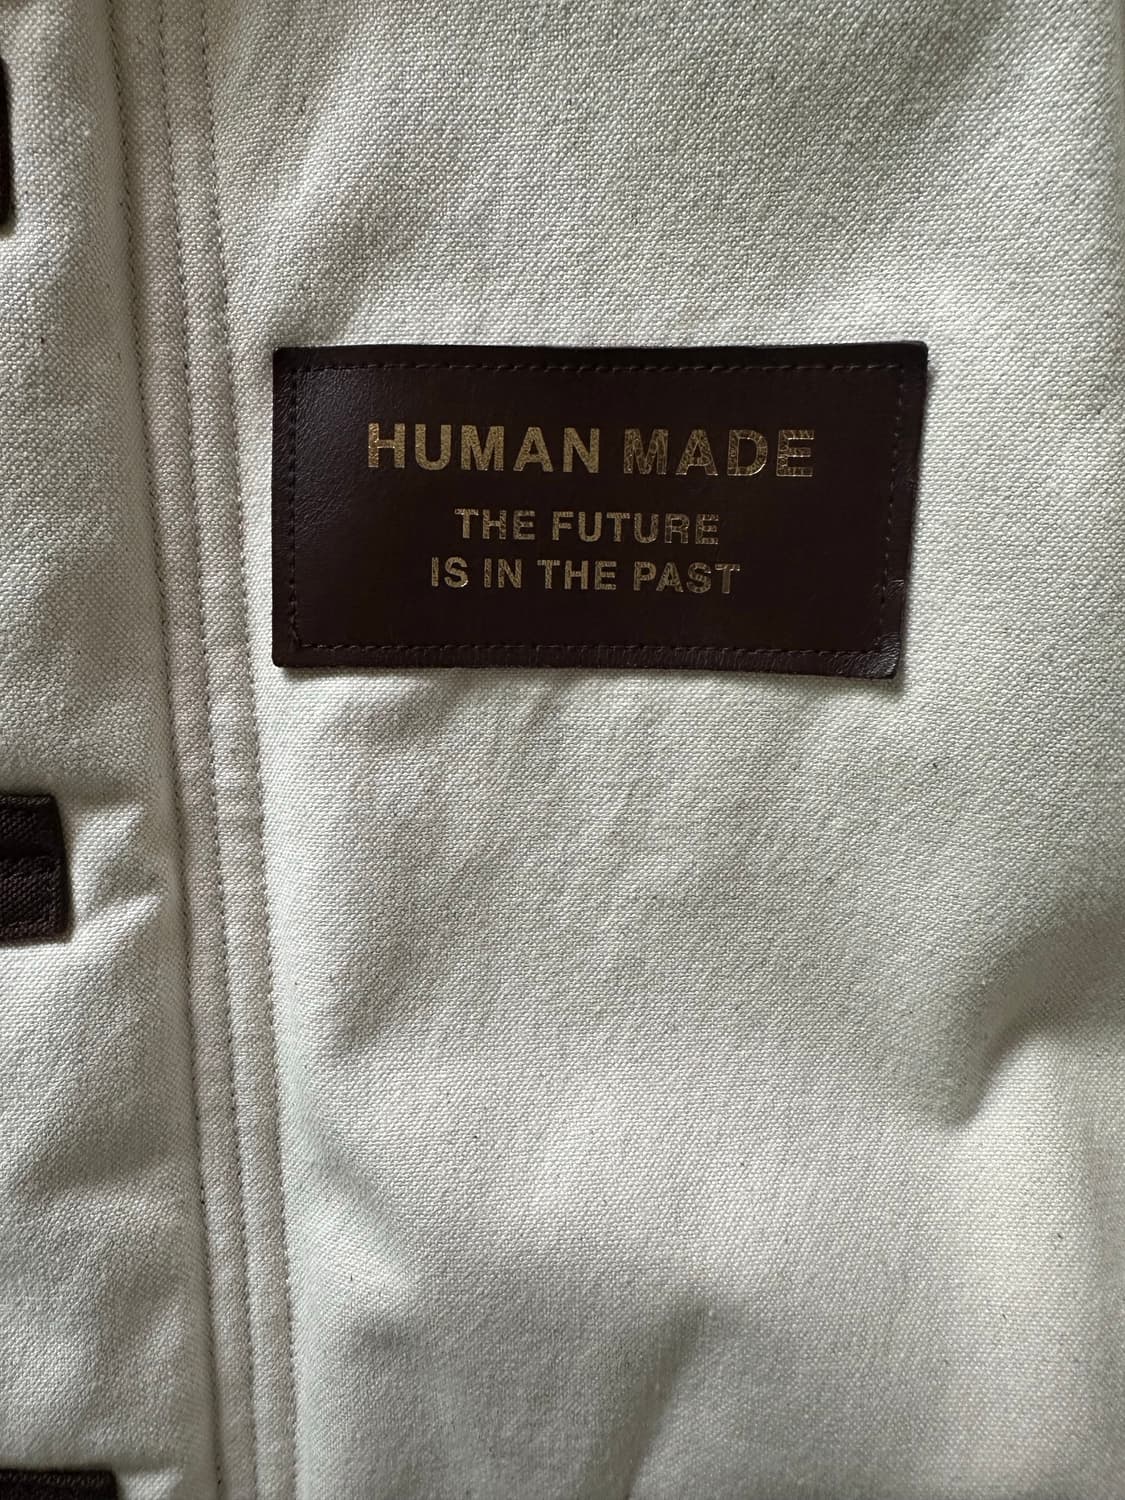 HUMAN MADE
THE FUTURE
IS IN THE PAST